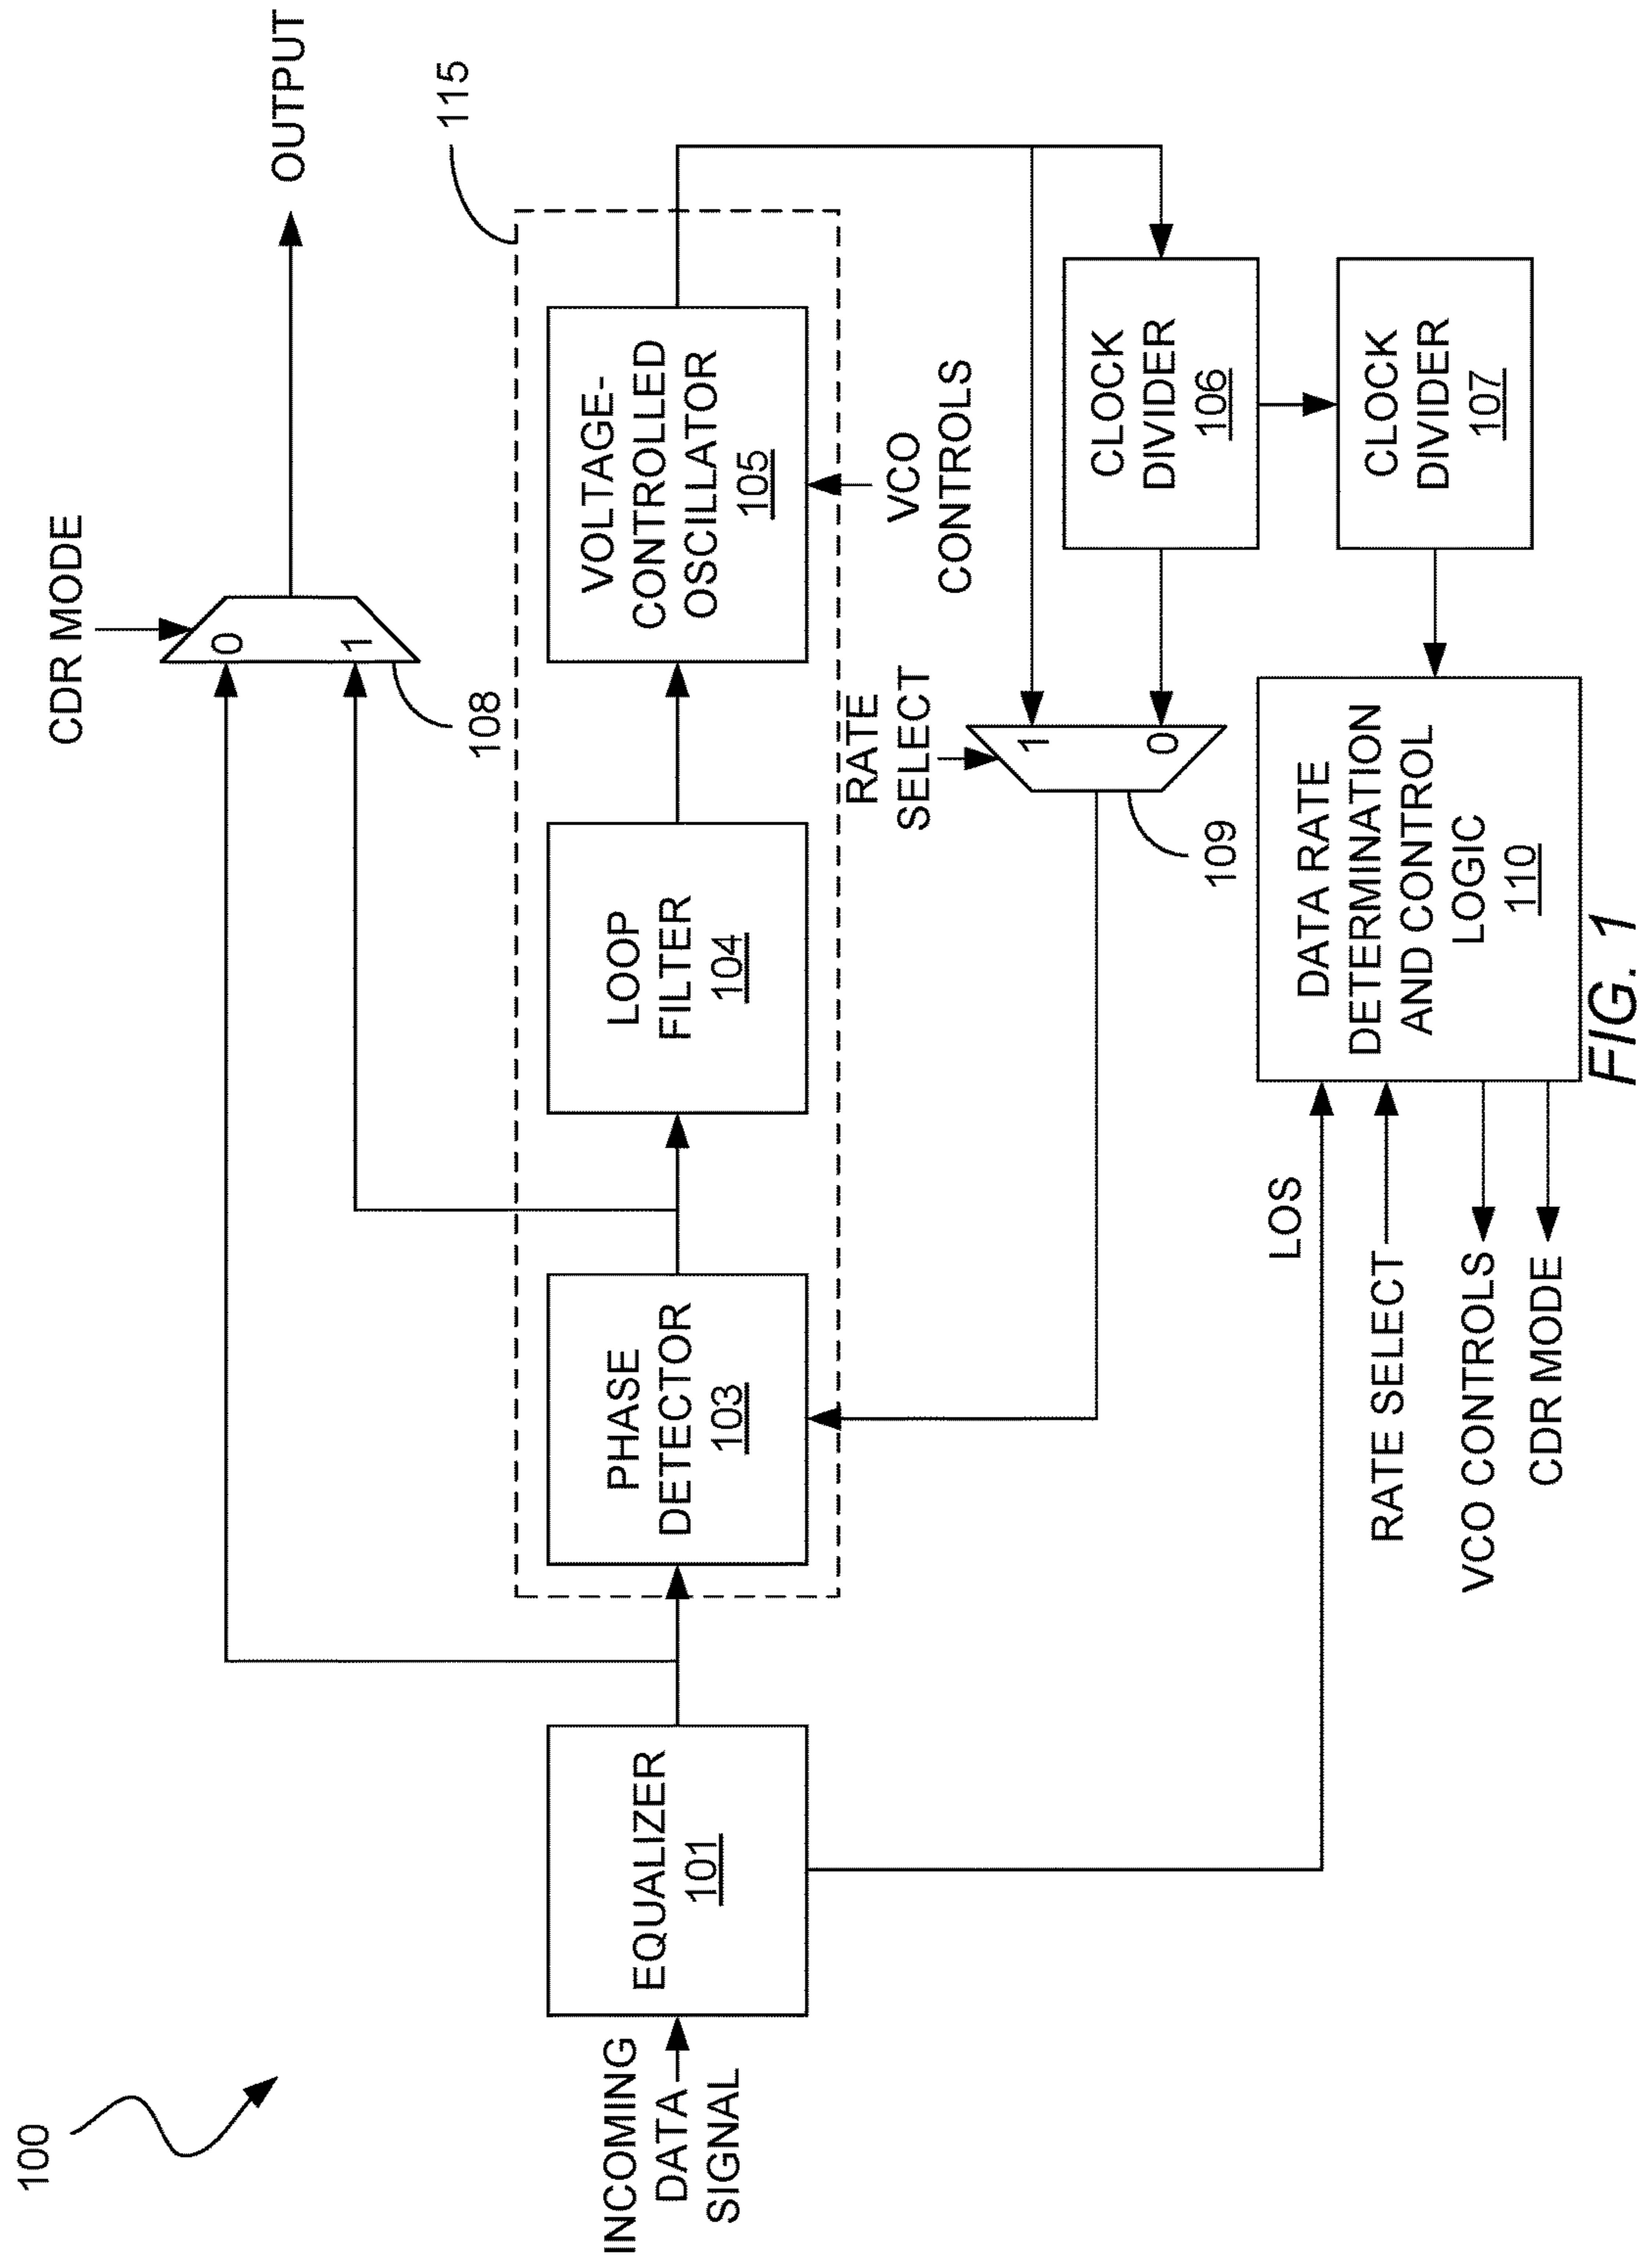 100
CDR MODE
0
1
108
OUTPUT
115
INCOMING
DATA
SIGNAL
EQUALIZER
101
PHASE
DETECTOR
103
LOOP
FILTER
104
VOLTAGE-
CONTROLLED
OSCILLATOR
105
VCO
CONTROLS
RATE
SELECT
1
0
109
CLOCK
DIVIDER
106
CLOCK
DIVIDER
107
LOS
RATE SELECT
VCO CONTROLS
CDR MODE
DATA RATE
DETERMINATION
AND CONTROL
LOGIC
110
FIG. 1